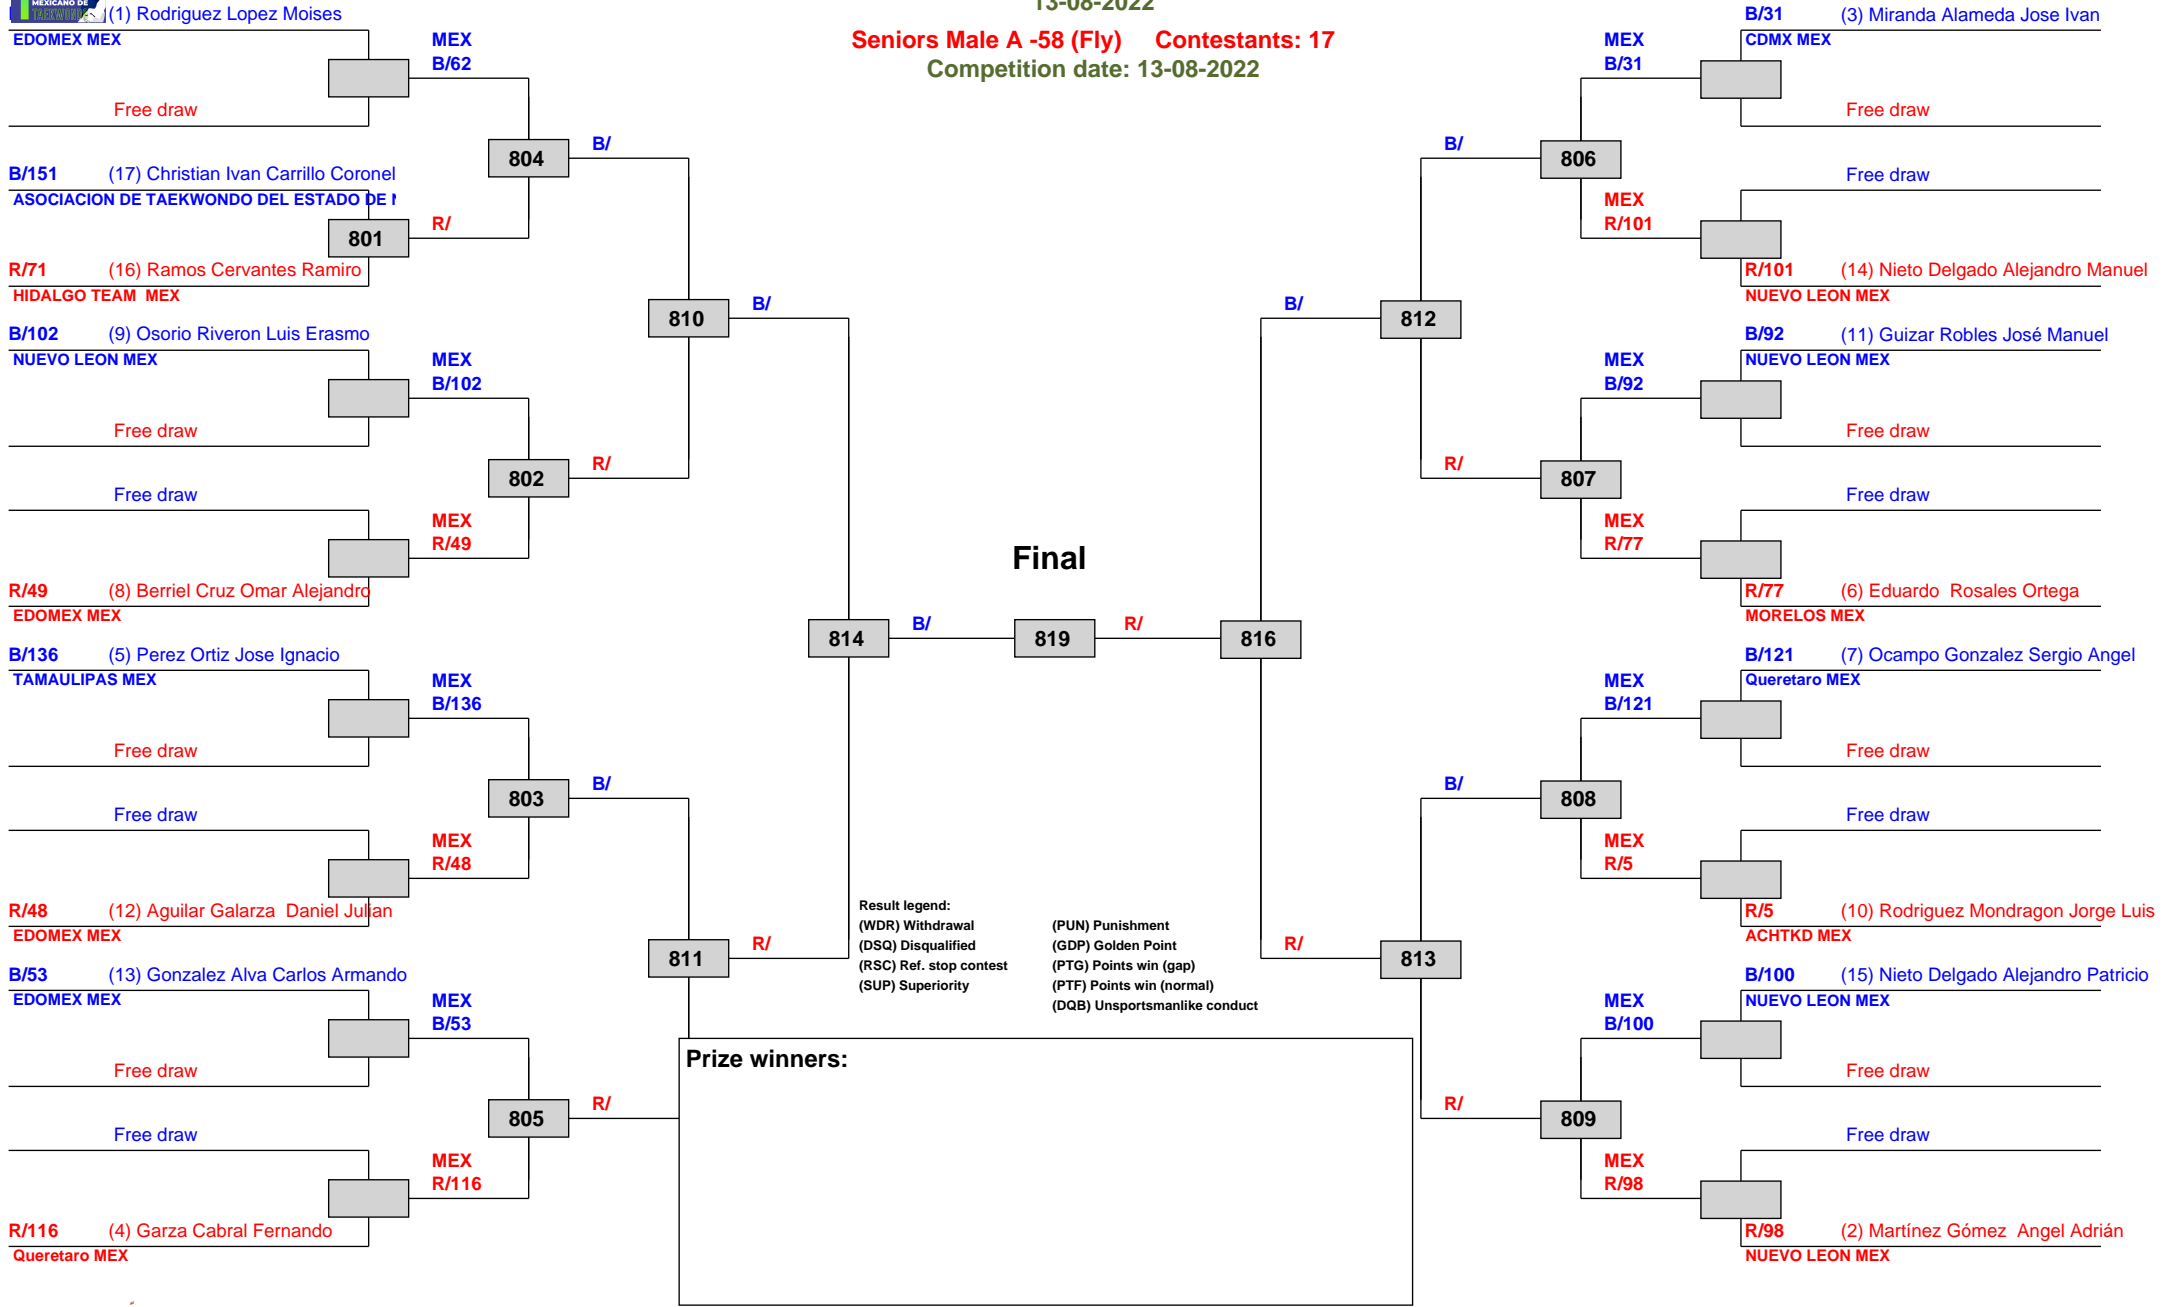 MEXICANO DE
TAEKWONDO
(1) Rodriguez Lopez Moises
EDOMEX MEX
MEX
B/62
Free draw
804
B/
B/151 (17) Christian Ivan Carrillo Coronel
ASOCIACION DE TAEKWONDO DEL ESTADO DE
801
R/
R/71 (16) Ramos Cervantes Ramiro
HIDALGO TEAM MEX
810
B/
B/102 (9) Osorio Riveron Luis Erasmo
NUEVO LEON MEX
MEX
B/102
Free draw
802
R/
Free draw
MEX
R/49
R/49 (8) Berriel Cruz Omar Alejandro
EDOMEX MEX
814
B/
B/136 (5) Perez Ortiz Jose Ignacio
TAMAULIPAS MEX
MEX
B/136
Free draw
803
B/
Free draw
MEX
R/48
R/48 (12) Aguilar Galarza Daniel Julian
EDOMEX MEX
811
R/
B/53 (13) Gonzalez Alva Carlos Armando
EDOMEX MEX
MEX
B/53
Free draw
805
R/
Free draw
MEX
R/116
R/116 (4) Garza Cabral Fernando
Queretaro MEX
13-08-2022
Seniors Male A -58 (Fly) Contestants: 17
Competition date: 13-08-2022
Final
819
R/
816
Result legend:
(WDR) Withdrawal
(DSQ) Disqualified
(RSC) Ref. stop contest
(SUP) Superiority
(PUN) Punishment
(GDP) Golden Point
(PTG) Points win (gap)
(PTF) Points win (normal)
(DQB) Unsportsmanlike conduct
Prize winners:
B/31 (3) Miranda Alameda Jose Ivan
CDMX MEX
MEX
B/31
Free draw
B/
806
Free draw
MEX
R/101
R/101 (14) Nieto Delgado Alejandro Manuel
NUEVO LEON MEX
B/
812
B/92 (11) Guizar Robles José Manuel
NUEVO LEON MEX
MEX
B/92
Free draw
R/
807
Free draw
MEX
R/77
R/77 (6) Eduardo Rosales Ortega
MORELOS MEX
B/121 (7) Ocampo Gonzalez Sergio Angel
Queretaro MEX
MEX
B/121
Free draw
B/
808
Free draw
MEX
R/5
R/5 (10) Rodriguez Mondragon Jorge Luis
ACHTKD MEX
R/
813
B/100 (15) Nieto Delgado Alejandro Patricio
NUEVO LEON MEX
MEX
B/100
Free draw
R/
809
Free draw
MEX
R/98
R/98 (2) Martínez Gómez Angel Adrián
NUEVO LEON MEX